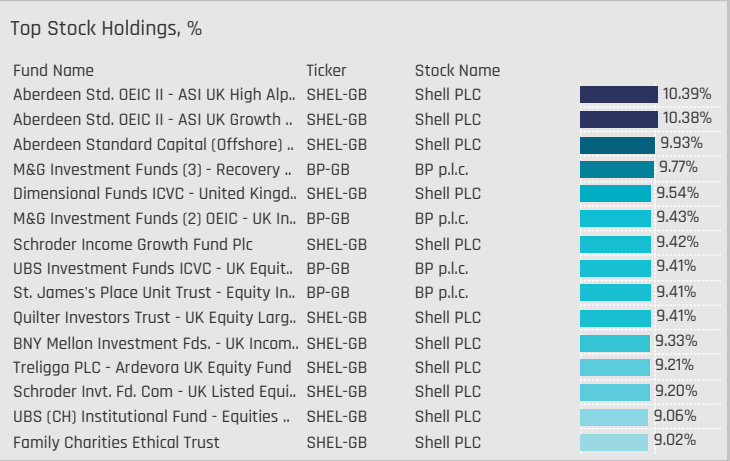 Top Stock Holdings, %
Fund Name Ticker Stock Name
Aberdeen Std. OEIC II - ASI UK High Alp.. SHEL-GB Shell PLC 10.39%
Aberdeen Std. OEIC II - ASI UK Growth .. SHEL-GB Shell PLC 10.38%
Aberdeen Standard Capital (Offshore) .. SHEL-GB Shell PLC 9.93%
M&G Investment Funds (3) - Recovery .. BP-GB BP p.l.c. 9.77%
Dimensional Funds ICVC - United Kingd.. SHEL-GB Shell PLC 9.54%
M&G Investment Funds (2) OEIC - UK In.. BP-GB BP p.l.c. 9.43%
Schroder Income Growth Fund Plc SHEL-GB Shell PLC 9.42%
UBS Investment Funds ICVC - UK Equit.. BP-GB BP p.l.c. 9.41%
St. James's Place Unit Trust - Equity In.. BP-GB BP p.l.c. 9.41%
Quilter Investors Trust - UK Equity Larg.. SHEL-GB Shell PLC 9.41%
BNY Mellon Investment Fds. - UK Incom.. SHEL-GB Shell PLC 9.33%
Treligga PLC - Ardevora UK Equity Fund SHEL-GB Shell PLC 9.21%
Schroder Invt. Fd. Com - UK Listed Equi.. SHEL-GB Shell PLC 9.20%
UBS (CH) Institutional Fund - Equities .. SHEL-GB Shell PLC 9.06%
Family Charities Ethical Trust SHEL-GB Shell PLC 9.02%